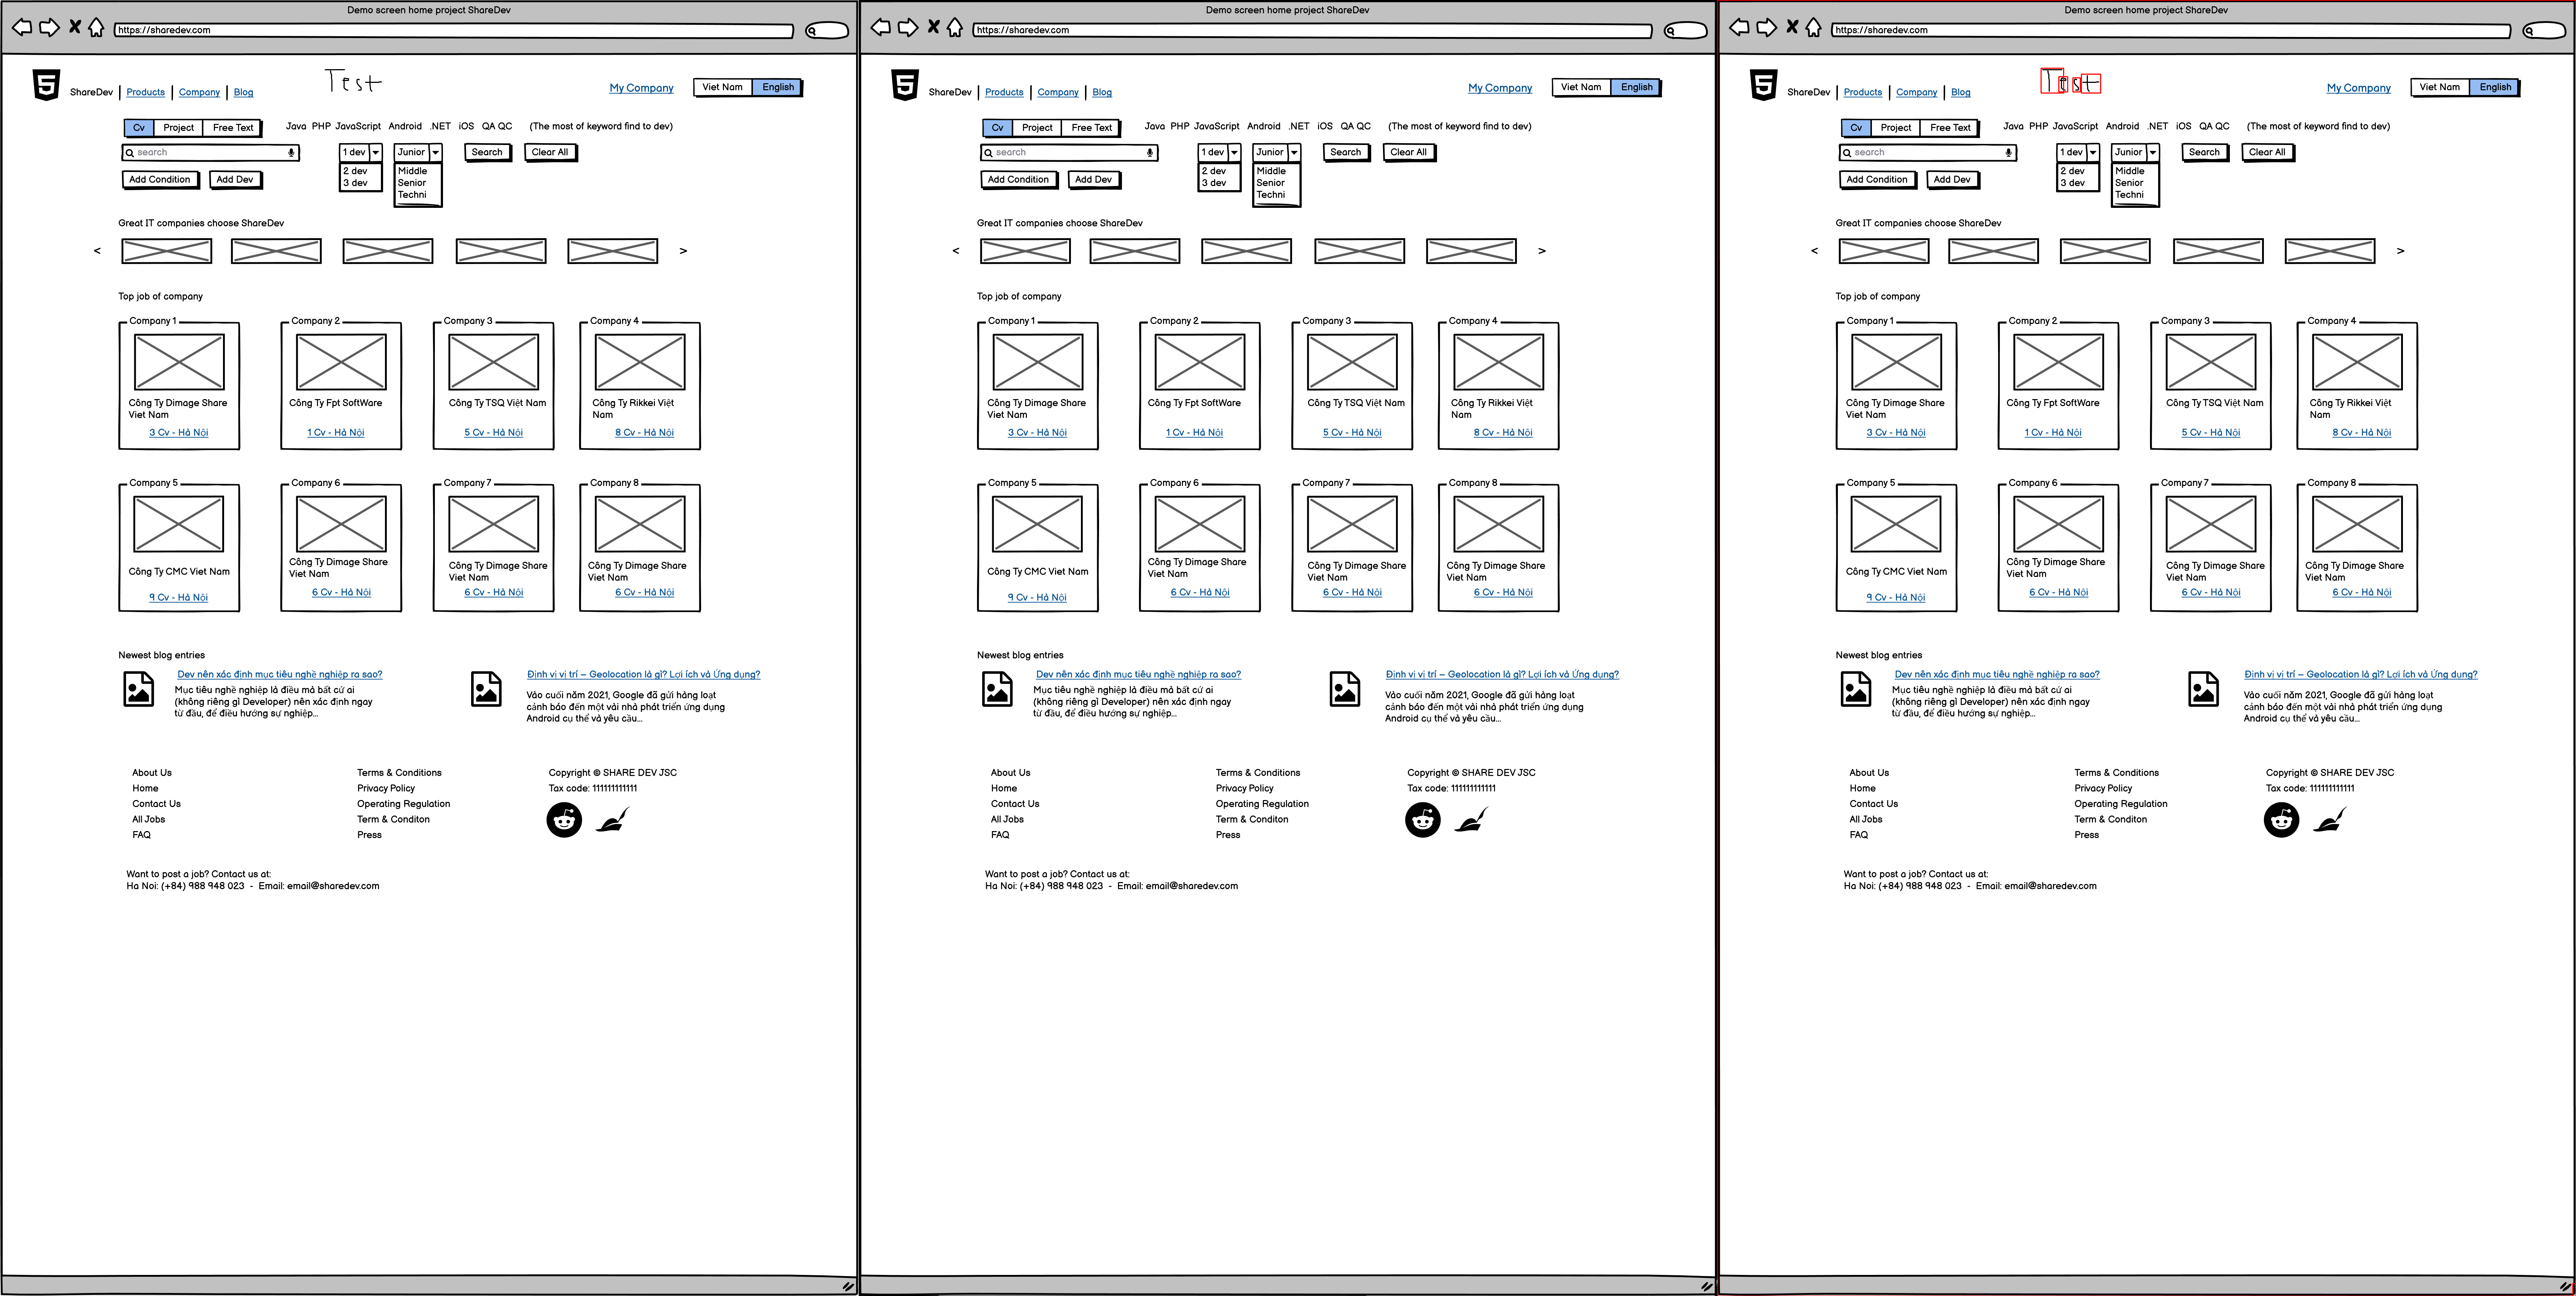 Demo screen home project ShareDev
https://sharedev.com
Test
ShareDev | Products | Company | Blog
My Company
Viet Nam English
Cv Project Free Text
Java PHP JavaScript Android .NET iOS QA QC (The most of keyword find to dev)
search
1 dev
2 dev
3 dev
Junior
Middle
Senior
Techni
Search
Clear All
Add Condition
Add Dev
Great IT companies choose ShareDev
< >
Top job of company
Company 1
Công Ty Dimage Share
Viet Nam
3 Cv - Hà Nội
Company 2
Công Ty Fpt SoftWare
1 Cv - Hà Nội
Company 3
Công Ty TSQ Việt Nam
5 Cv - Hà Nội
Company 4
Công Ty Rikkei Việt
Nam
8 Cv - Hà Nội
Company 5
Công Ty CMC Viet Nam
9 Cv - Hà Nội
Company 6
Công Ty Dimage Share
Viet Nam
6 Cv - Hà Nội
Company 7
Công Ty Dimage Share
Viet Nam
6 Cv - Hà Nội
Company 8
Công Ty Dimage Share
Viet Nam
6 Cv - Hà Nội
Newest blog entries
Dev nên xác định mục tiêu nghề nghiệp ra sao?
Mục tiêu nghề nghiệp là điều mà bất cứ ai
(không riêng gì Developer) nên xác định ngay
từ đầu, để điều hướng sự nghiệp...
Định vị vị trí – Geolocation là gì? Lợi ích và Ứng dụng?
Vào cuối năm 2021, Google đã gửi hàng loạt
cảnh báo đến một vài nhà phát triển ứng dụng
Android cụ thể và yêu cầu...
About Us
Home
Contact Us
All Jobs
FAQ
Terms & Conditions
Privacy Policy
Operating Regulation
Term & Conditon
Press
Copyright © SHARE DEV JSC
Tax code: 111111111111
Want to post a job? Contact us at:
Ha Noi: (+84) 988 948 023 - Email: email@sharedev.com
Demo screen home project ShareDev
https://sharedev.com
ShareDev | Products | Company | Blog
My Company
Viet Nam English
Cv Project Free Text
Java PHP JavaScript Android .NET iOS QA QC (The most of keyword find to dev)
search
1 dev
2 dev
3 dev
Junior
Middle
Senior
Techni
Search
Clear All
Add Condition
Add Dev
Great IT companies choose ShareDev
< >
Top job of company
Company 1
Công Ty Dimage Share
Viet Nam
3 Cv - Hà Nội
Company 2
Công Ty Fpt SoftWare
1 Cv - Hà Nội
Company 3
Công Ty TSQ Việt Nam
5 Cv - Hà Nội
Company 4
Công Ty Rikkei Việt
Nam
8 Cv - Hà Nội
Company 5
Công Ty CMC Viet Nam
9 Cv - Hà Nội
Company 6
Công Ty Dimage Share
Viet Nam
6 Cv - Hà Nội
Company 7
Công Ty Dimage Share
Viet Nam
6 Cv - Hà Nội
Company 8
Công Ty Dimage Share
Viet Nam
6 Cv - Hà Nội
Newest blog entries
Dev nên xác định mục tiêu nghề nghiệp ra sao?
Mục tiêu nghề nghiệp là điều mà bất cứ ai
(không riêng gì Developer) nên xác định ngay
từ đầu, để điều hướng sự nghiệp...
Định vị vị trí – Geolocation là gì? Lợi ích và Ứng dụng?
Vào cuối năm 2021, Google đã gửi hàng loạt
cảnh báo đến một vài nhà phát triển ứng dụng
Android cụ thể và yêu cầu...
About Us
Home
Contact Us
All Jobs
FAQ
Terms & Conditions
Privacy Policy
Operating Regulation
Term & Conditon
Press
Copyright © SHARE DEV JSC
Tax code: 111111111111
Want to post a job? Contact us at:
Ha Noi: (+84) 988 948 023 - Email: email@sharedev.com
Demo screen home project ShareDev
https://sharedev.com
Test
ShareDev | Products | Company | Blog
My Company
Viet Nam English
Cv Project Free Text
Java PHP JavaScript Android .NET iOS QA QC (The most of keyword find to dev)
search
1 dev
2 dev
3 dev
Junior
Middle
Senior
Techni
Search
Clear All
Add Condition
Add Dev
Great IT companies choose ShareDev
< >
Top job of company
Company 1
Công Ty Dimage Share
Viet Nam
3 Cv - Hà Nội
Company 2
Công Ty Fpt SoftWare
1 Cv - Hà Nội
Company 3
Công Ty TSQ Việt Nam
5 Cv - Hà Nội
Company 4
Công Ty Rikkei Việt
Nam
8 Cv - Hà Nội
Company 5
Công Ty CMC Viet Nam
9 Cv - Hà Nội
Company 6
Công Ty Dimage Share
Viet Nam
6 Cv - Hà Nội
Company 7
Công Ty Dimage Share
Viet Nam
6 Cv - Hà Nội
Company 8
Công Ty Dimage Share
Viet Nam
6 Cv - Hà Nội
Newest blog entries
Dev nên xác định mục tiêu nghề nghiệp ra sao?
Mục tiêu nghề nghiệp là điều mà bất cứ ai
(không riêng gì Developer) nên xác định ngay
từ đầu, để điều hướng sự nghiệp...
Định vị vị trí – Geolocation là gì? Lợi ích và Ứng dụng?
Vào cuối năm 2021, Google đã gửi hàng loạt
cảnh báo đến một vài nhà phát triển ứng dụng
Android cụ thể và yêu cầu...
About Us
Home
Contact Us
All Jobs
FAQ
Terms & Conditions
Privacy Policy
Operating Regulation
Term & Conditon
Press
Copyright © SHARE DEV JSC
Tax code: 111111111111
Want to post a job? Contact us at:
Ha Noi: (+84) 988 948 023 - Email: email@sharedev.com